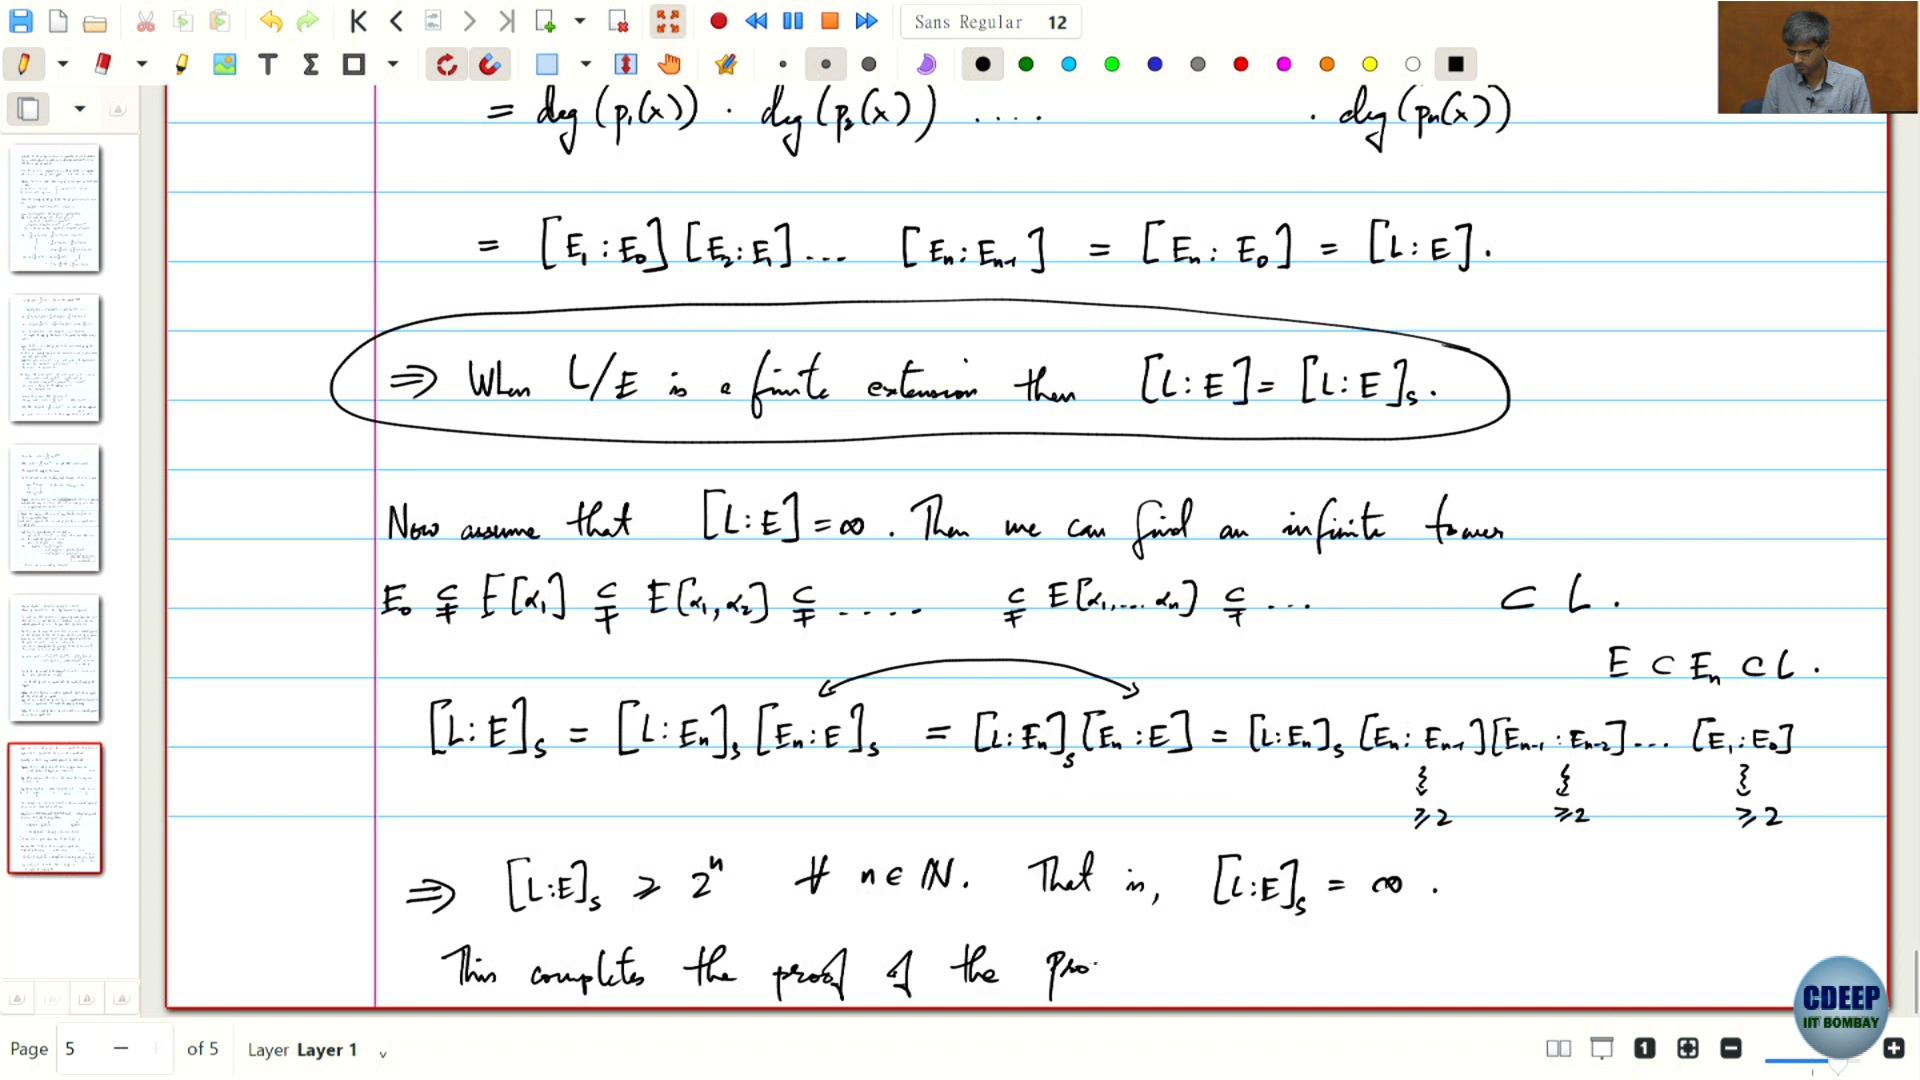 Sans Regular 12
= deg (p₁(x)) · deg (p₂(x)) .... · deg (pₙ(x))
= [E₁ : E₀] [E₂ : E₁] ... [Eₙ : Eₙ₋₁] = [Eₙ : E₀] = [L : E].
⇒ When L/E is a finite extension then [L : E] = [L : E]ₛ.
Now assume that [L : E] = ∞. Then we can find an infinite tower
E₀ ⊊ E[α₁] ⊊ E[α₁, α₂] ⊊ .... ⊊ E[α₁,... αₙ] ⊊ ... ⊂ L.
E ⊂ Eₙ ⊂ L.
[L : E]ₛ = [L : Eₙ]ₛ [Eₙ : E]ₛ = [L : Eₙ]ₛ [Eₙ : E] = [L : Eₙ]ₛ [Eₙ : Eₙ₋₁] [Eₙ₋₁ : Eₙ₋₂] ... [E₁ : E₀]
⩾2 ⩾2 ⩾2
⇒ [L : E]ₛ ⩾ 2ⁿ ∀ n ∈ ℕ. That is, [L : E]ₛ = ∞.
This completes the proof of the pro
CDEEP
IIT BOMBAY
Page 5 of 5 Layer Layer 1